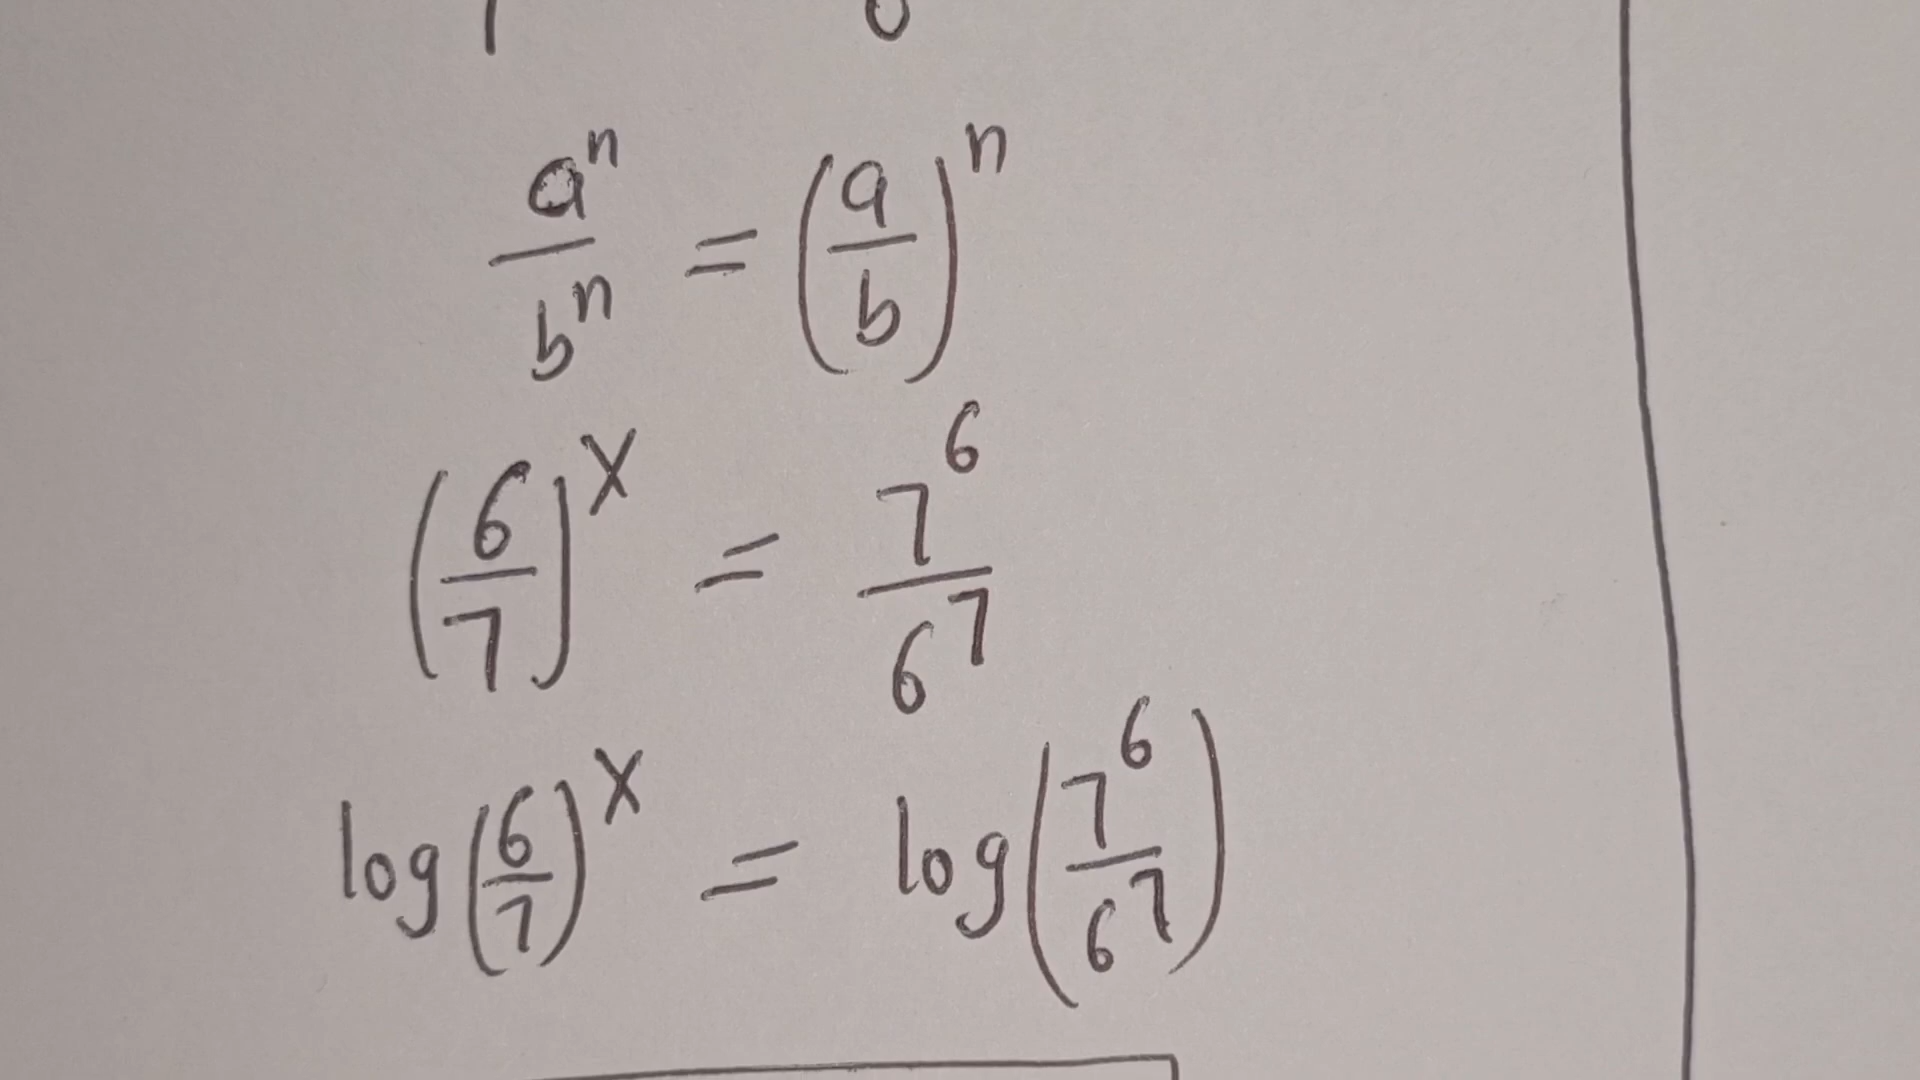 a^n / b^n = (a/b)^n
(6/7)^x = 7^6 / 6^7
log(6/7)^x = log(7^6 / 6^7)